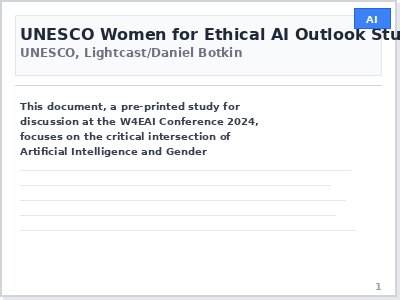 AI
UNESCO Women for Ethical AI Outlook Stu
UNESCO, Lightcast/Daniel Botkin
This document, a pre-printed study for
discussion at the W4EAI Conference 2024,
focuses on the critical intersection of
Artificial Intelligence and Gender
1